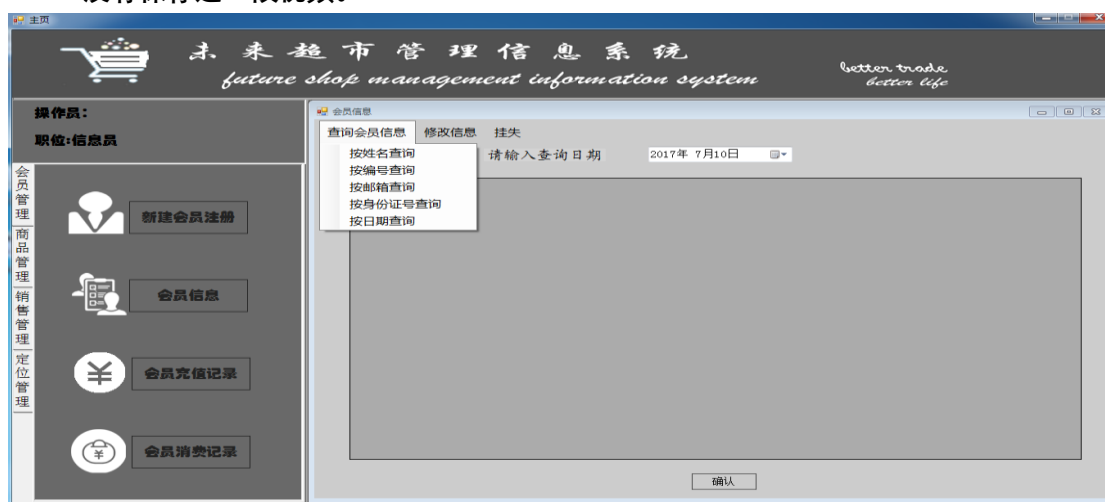 主页
未来超市管理信息系统
future shop management information system
better trade
better life
操作员：
职位:信息员
会员管理
商品管理
销售管理
定位管理
新建会员注册
会员信息
会员充值记录
会员消费记录
会员信息
查询会员信息 修改信息 挂失
按姓名查询
按编号查询
按邮箱查询
按身份证号查询
按日期查询
请输入查询日期 2017年 7月10日
确认